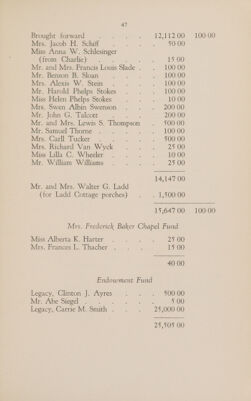 47
Brought forward . . . . 12,112 00 100 00
Mrs. Jacob H. Schiff . . . . 50 00
Miss Anna W. Schlesinger
(from Charlie) . . . . 15 00
Mr. and Mrs. Francis Louis Slade . . 100 00
Mr. Benson B. Sloan . . . . 100 00
Mrs. Alexis W. Stein . . . . 100 00
Mr. Harold Phelps Stokes . . . 100 00
Miss Helen Phelps Stokes . . . 10 00
Mrs. Swen Albin Swenson . . . 200 00
Mr. John G. Talcott . . . . 200 00
Mr. and Mrs. Lewis S. Thompson . 500 00
Mr. Samuel Thorne . . . . 100 00
Mrs. Carll Tucker . . . . 500 00
Mrs. Richard Van Wyck . . . 25 00
Miss Lilla C. Wheeler . . . . 10 00
Mr. William Williams . . . . 25 00
14,147 00
Mr. and Mrs. Walter G. Ladd
(for Ladd Cottage porches) . 1,500.00
15,647 00 100 00
Mrs. Frederick Baker Chapel Fund
Miss Alberta K. Harter . . . . 25 00
Mrs. Frances L. Thacher . . . . 15 00
40 00
Endowment Fund
Legacy, Clinton J. Ayres . . . 500 00
Mr. Abe Siegel . . . . . 5 00
Legacy, Carrie M. Smith . . . 25,000 00
25,505 00